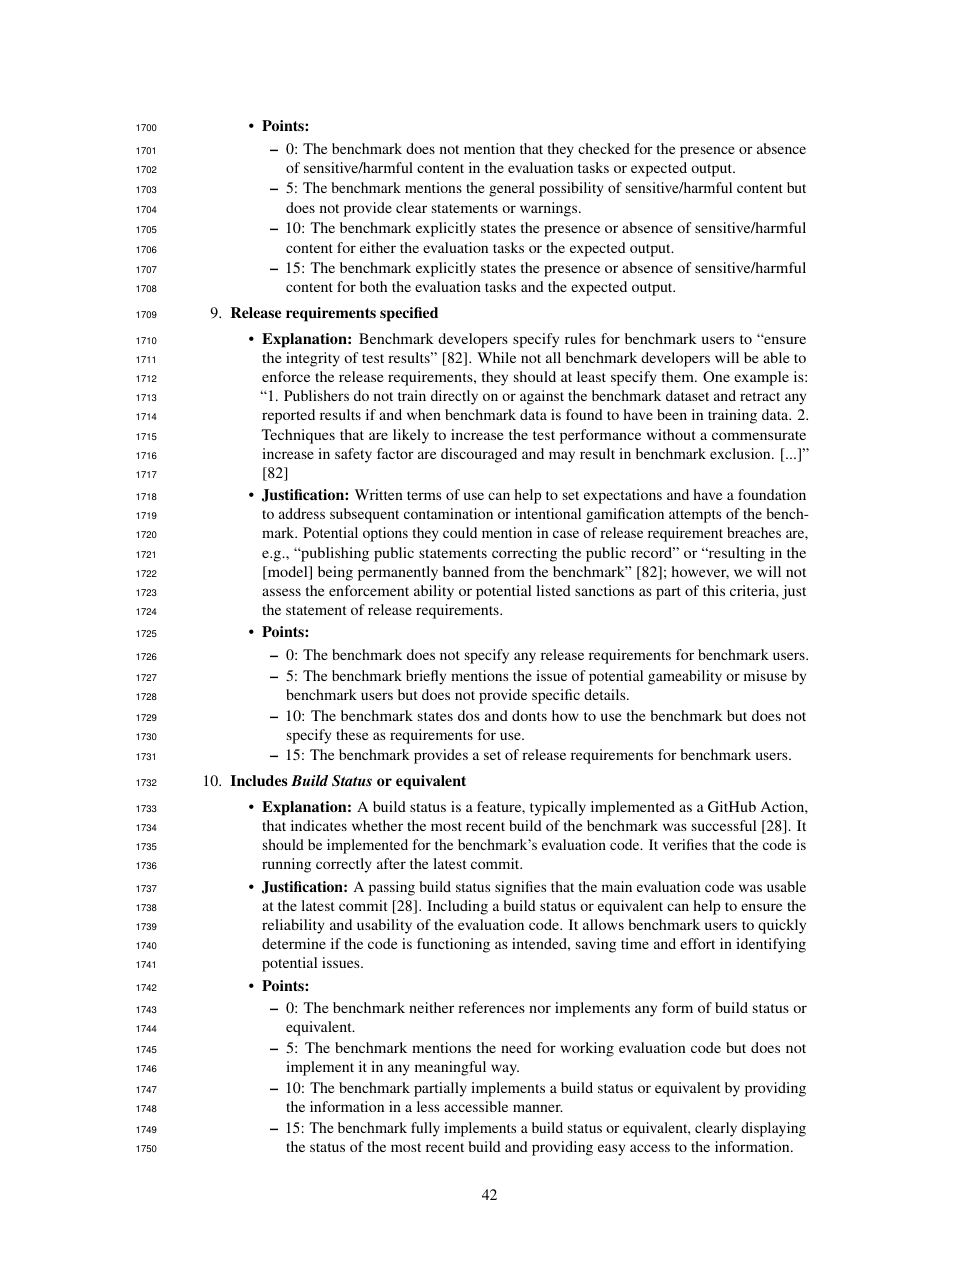 1700 • Points:
1701 – 0: The benchmark does not mention that they checked for the presence or absence
1702 of sensitive/harmful content in the evaluation tasks or expected output.
1703 – 5: The benchmark mentions the general possibility of sensitive/harmful content but
1704 does not provide clear statements or warnings.
1705 – 10: The benchmark explicitly states the presence or absence of sensitive/harmful
1706 content for either the evaluation tasks or the expected output.
1707 – 15: The benchmark explicitly states the presence or absence of sensitive/harmful
1708 content for both the evaluation tasks and the expected output.
1709 9. Release requirements specified
1710 • Explanation: Benchmark developers specify rules for benchmark users to “ensure
1711 the integrity of test results” [82]. While not all benchmark developers will be able to
1712 enforce the release requirements, they should at least specify them. One example is:
1713 “1. Publishers do not train directly on or against the benchmark dataset and retract any
1714 reported results if and when benchmark data is found to have been in training data. 2.
1715 Techniques that are likely to increase the test performance without a commensurate
1716 increase in safety factor are discouraged and may result in benchmark exclusion. [...]”
1717 [82]
1718 • Justification: Written terms of use can help to set expectations and have a foundation
1719 to address subsequent contamination or intentional gamification attempts of the bench-
1720 mark. Potential options they could mention in case of release requirement breaches are,
1721 e.g., “publishing public statements correcting the public record” or “resulting in the
1722 [model] being permanently banned from the benchmark” [82]; however, we will not
1723 assess the enforcement ability or potential listed sanctions as part of this criteria, just
1724 the statement of release requirements.
1725 • Points:
1726 – 0: The benchmark does not specify any release requirements for benchmark users.
1727 – 5: The benchmark briefly mentions the issue of potential gameability or misuse by
1728 benchmark users but does not provide specific details.
1729 – 10: The benchmark states dos and donts how to use the benchmark but does not
1730 specify these as requirements for use.
1731 – 15: The benchmark provides a set of release requirements for benchmark users.
1732 10. Includes Build Status or equivalent
1733 • Explanation: A build status is a feature, typically implemented as a GitHub Action,
1734 that indicates whether the most recent build of the benchmark was successful [28]. It
1735 should be implemented for the benchmark’s evaluation code. It verifies that the code is
1736 running correctly after the latest commit.
1737 • Justification: A passing build status signifies that the main evaluation code was usable
1738 at the latest commit [28]. Including a build status or equivalent can help to ensure the
1739 reliability and usability of the evaluation code. It allows benchmark users to quickly
1740 determine if the code is functioning as intended, saving time and effort in identifying
1741 potential issues.
1742 • Points:
1743 – 0: The benchmark neither references nor implements any form of build status or
1744 equivalent.
1745 – 5: The benchmark mentions the need for working evaluation code but does not
1746 implement it in any meaningful way.
1747 – 10: The benchmark partially implements a build status or equivalent by providing
1748 the information in a less accessible manner.
1749 – 15: The benchmark fully implements a build status or equivalent, clearly displaying
1750 the status of the most recent build and providing easy access to the information.
42